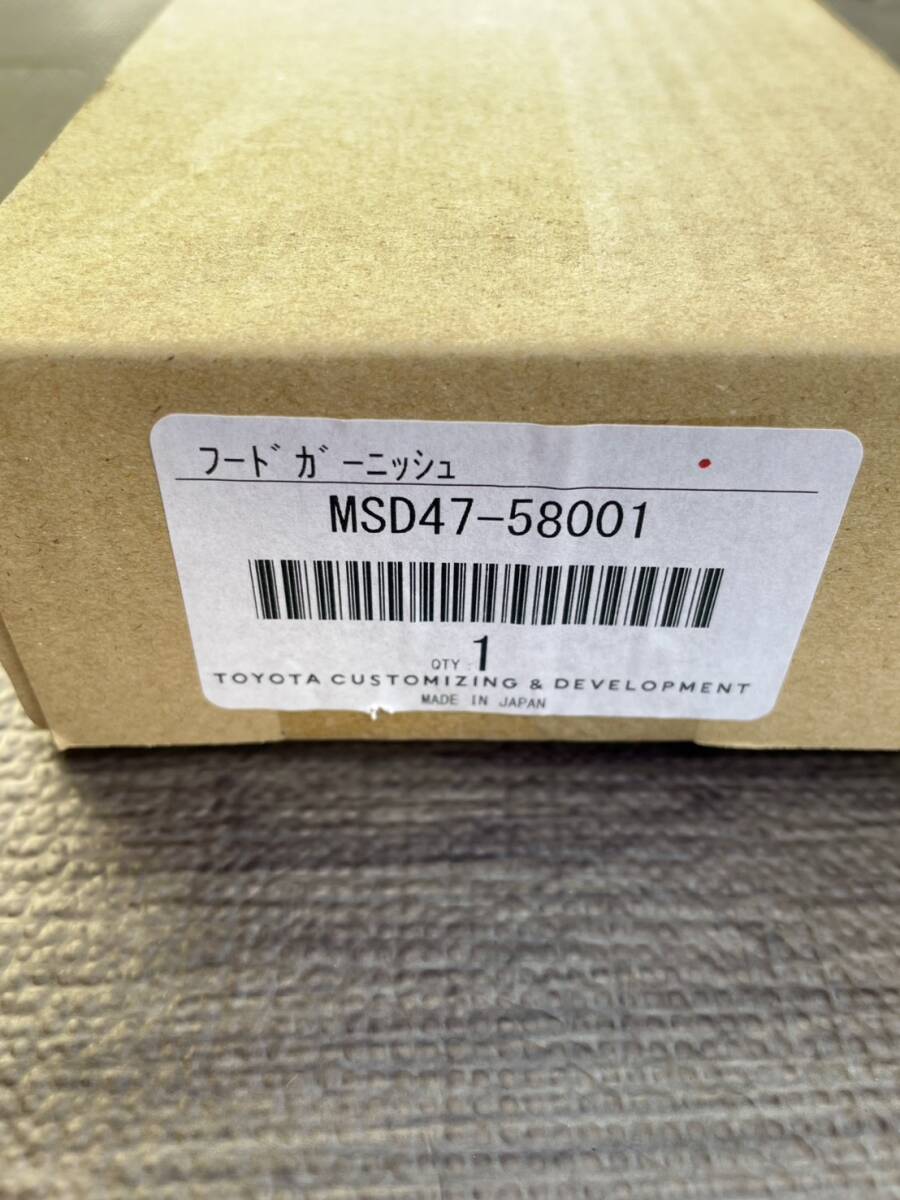 フード ガーニッシュ
MSD47-58001
QTY : 1
TOYOTA CUSTOMIZING & DEVELOPMENT
MADE IN JAPAN